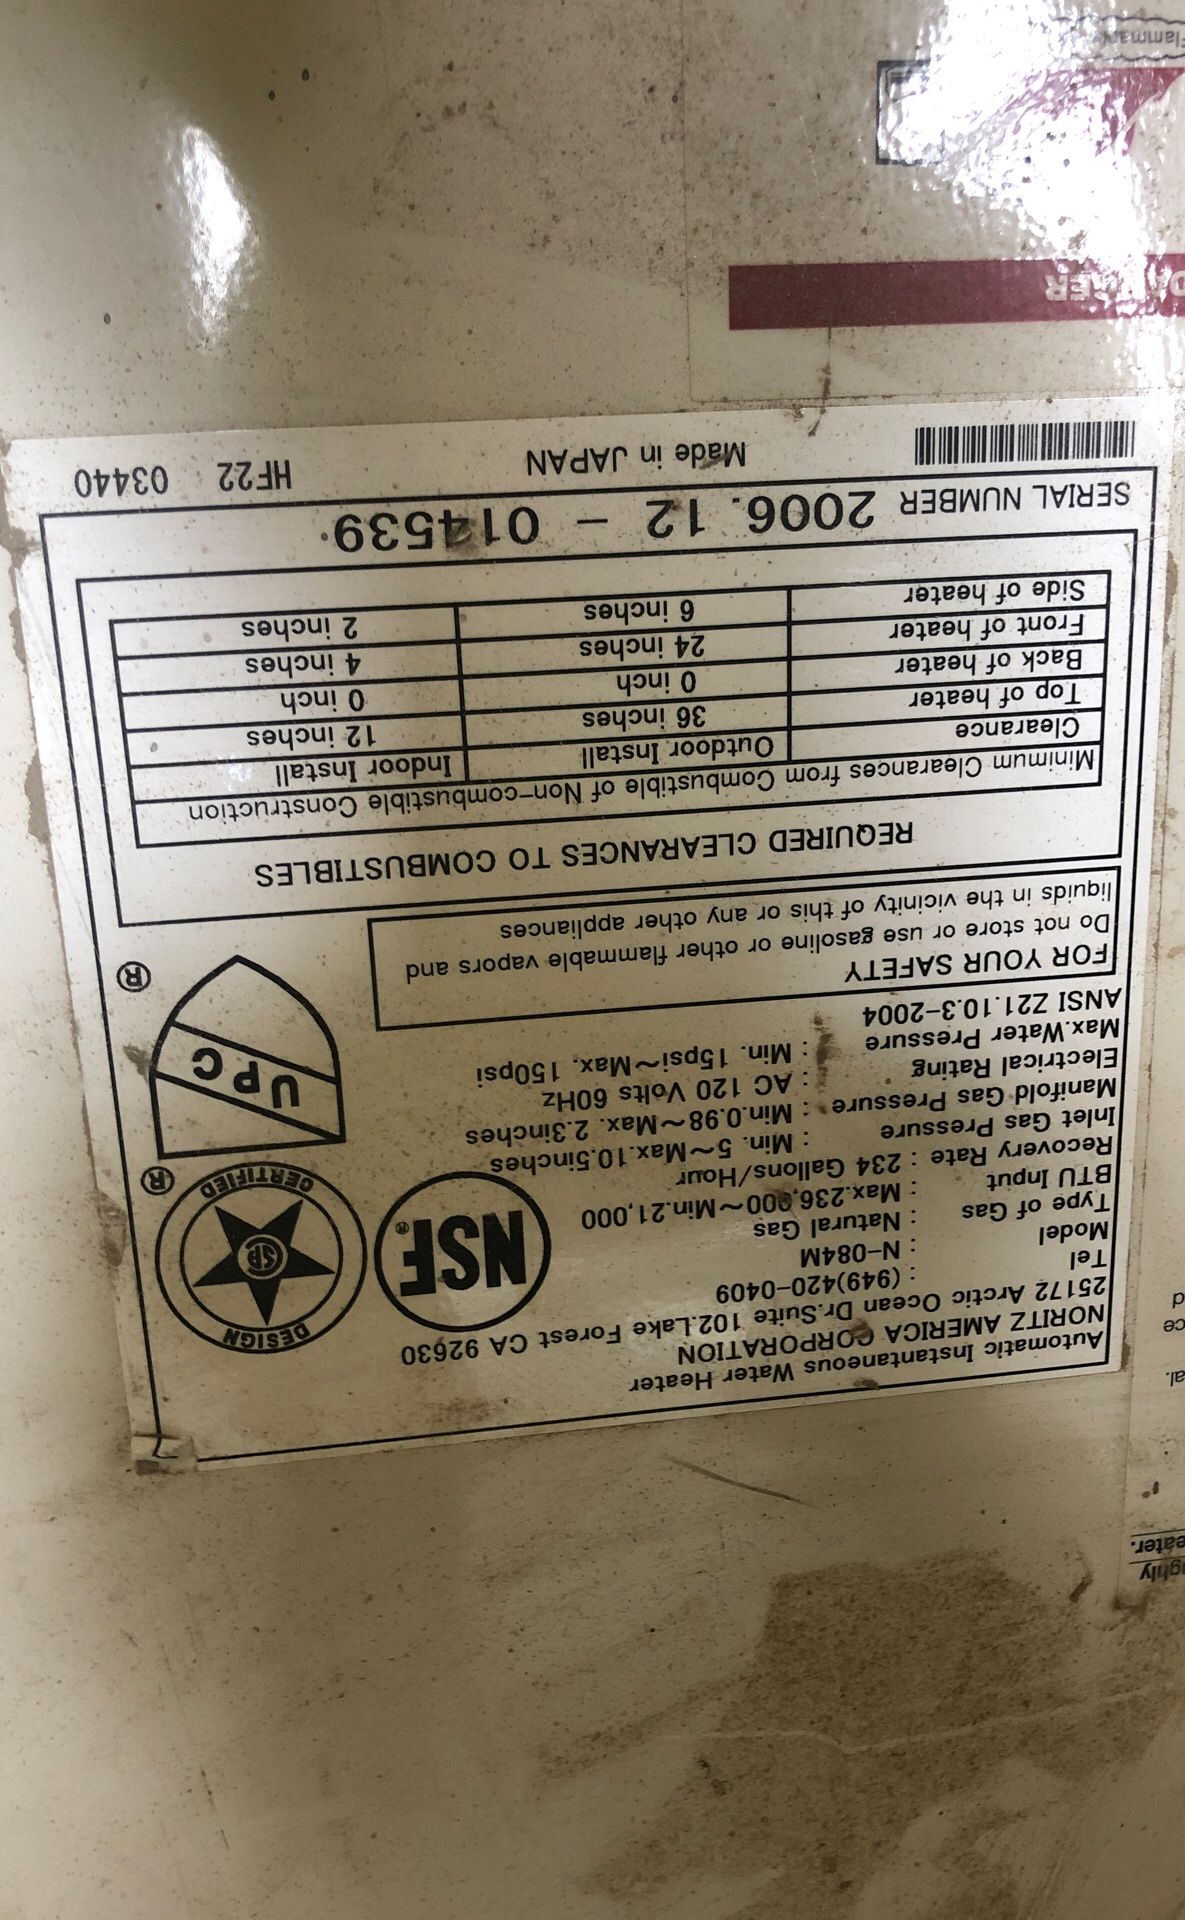 Automatic Instantaneous Water Heater
NORITZ AMERICA CORPORATION
25172 Arctic Ocean Dr.Suite 102.Lake Forest CA 92630
Tel : (949)420-0409
Model : N-084M
Type of Gas : Natural Gas
BTU Input : Max.236,000~Min.21,000
Recovery Rate : 234 Gallons/Hour
Inlet Gas Pressure : Min. 5~Max.10.5inches
Manifold Gas Pressure : Min.0.98~Max. 2.3inches
Electrical Rating : AC 120 Volts 60Hz
Max.Water Pressure : Min. 15psi~Max. 150psi
ANSI Z21.10.3-2004
DESIGN
SP
CERTIFIED
®
NSF®
UPC
®
FOR YOUR SAFETY
Do not store or use gasoline or other flammable vapors and
liquids in the vicinity of this or any other appliances
REQUIRED CLEARANCES TO COMBUSTIBLES
Minimum Clearances from Combustible of Non-combustible Construction
Clearance Outdoor Install Indoor Install
Top of heater 36 inches 12 inches
Back of heater 0 inch 0 inch
Front of heater 24 inches 4 inches
Side of heater 6 inches 2 inches
SERIAL NUMBER 2006. 12 - 014539
Made in JAPAN HF22 03440
DANGER